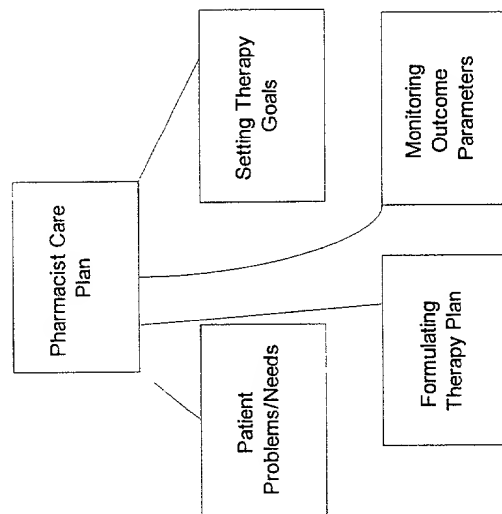 Pharmacist Care
Plan
Patient
Problems/Needs
Setting Therapy
Goals
Formulating
Therapy Plan
Monitoring
Outcome
Parameters